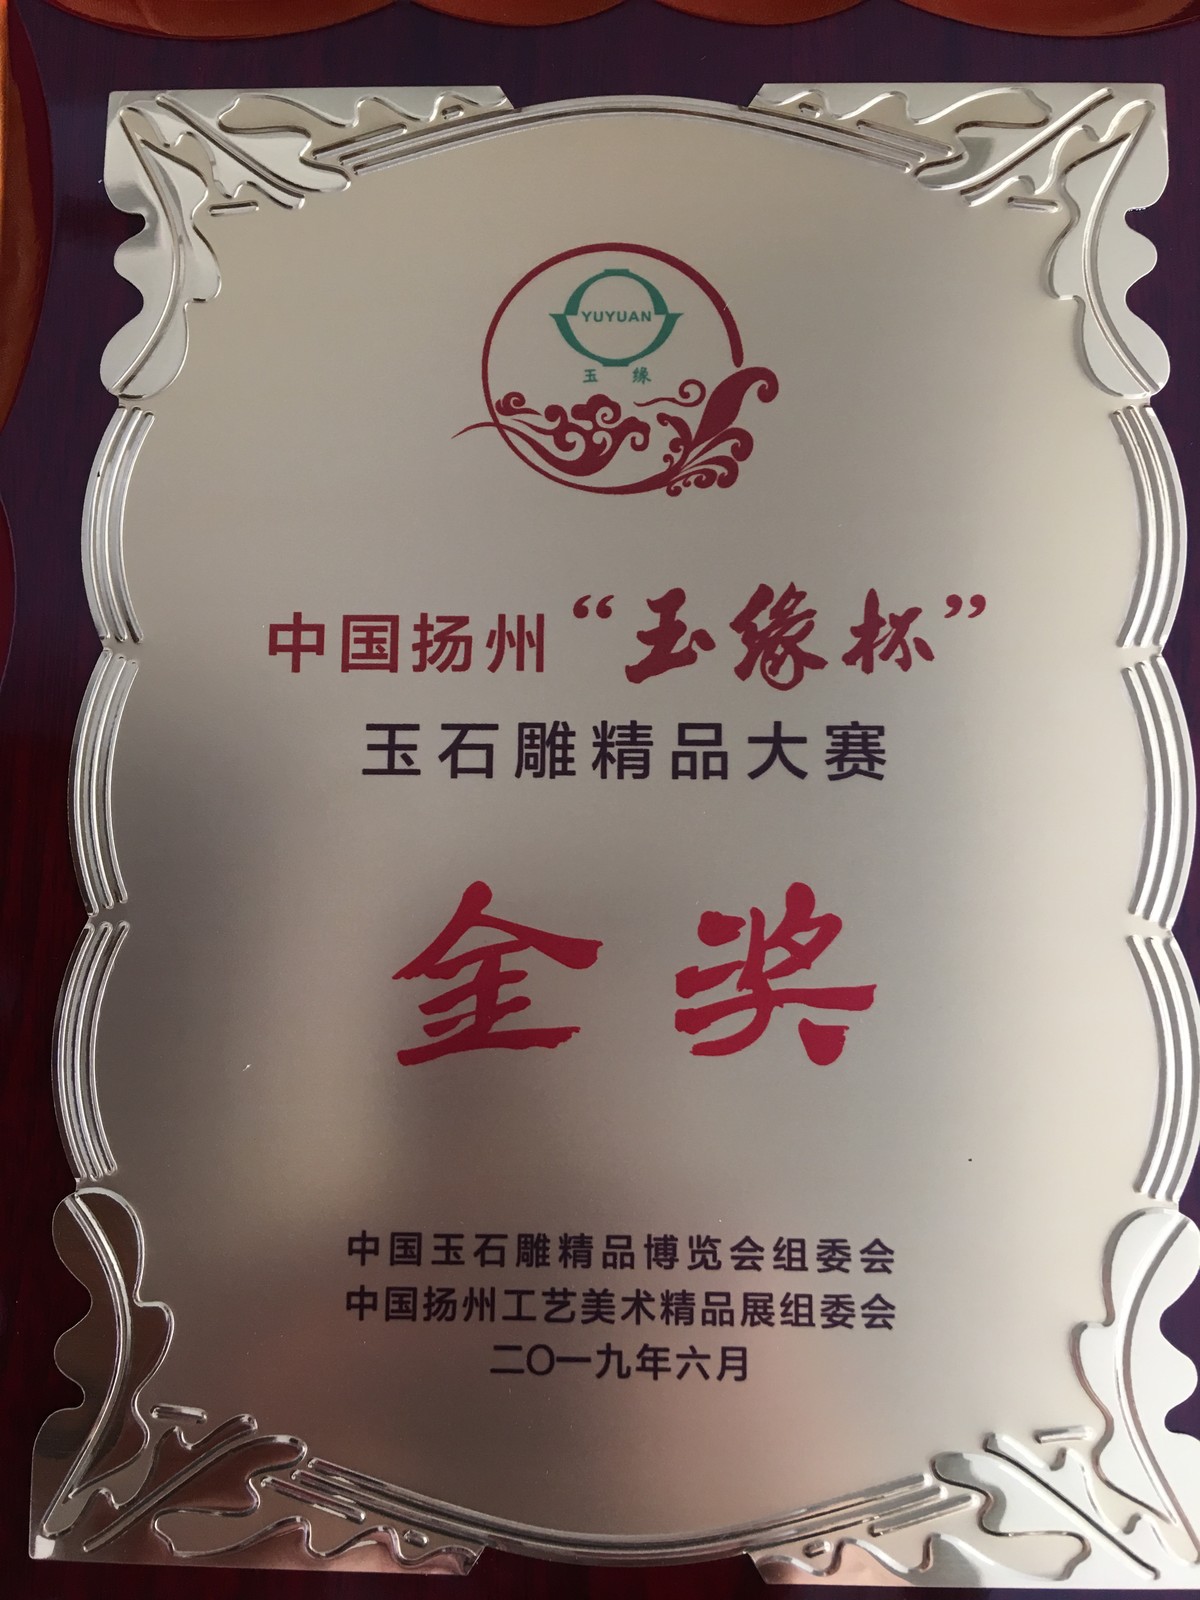 YUYUAN
玉 缘
中国扬州“玉缘杯”
玉石雕精品大赛
金 奖
中国玉石雕精品博览会组委会
中国扬州工艺美术精品展组委会
二〇一九年六月